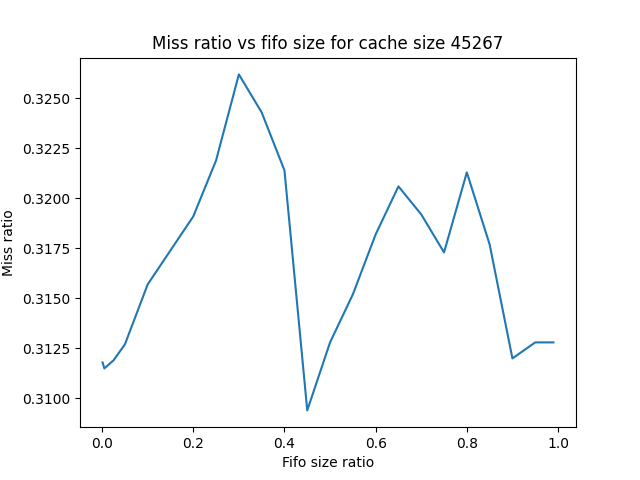 Miss ratio vs fifo size for cache size 45267
0.3250
0.3225
0.3200
0.3175
0.3150
0.3125
0.3100
Miss ratio
0.0 0.2 0.4 0.6 0.8 1.0
Fifo size ratio